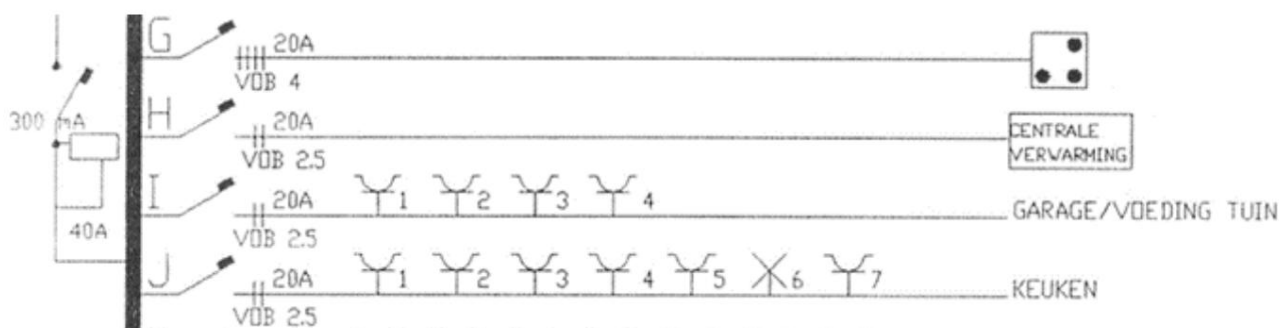 G 20A
VOB 4
300 mA
H 20A
VOB 2.5
CENTRALE
VERWARMING
I 20A 1 2 3 4 GARAGE/VOEDING TUIN
VOB 2.5
40A
J 20A 1 2 3 4 5 6 7 KEUKEN
VOB 2.5